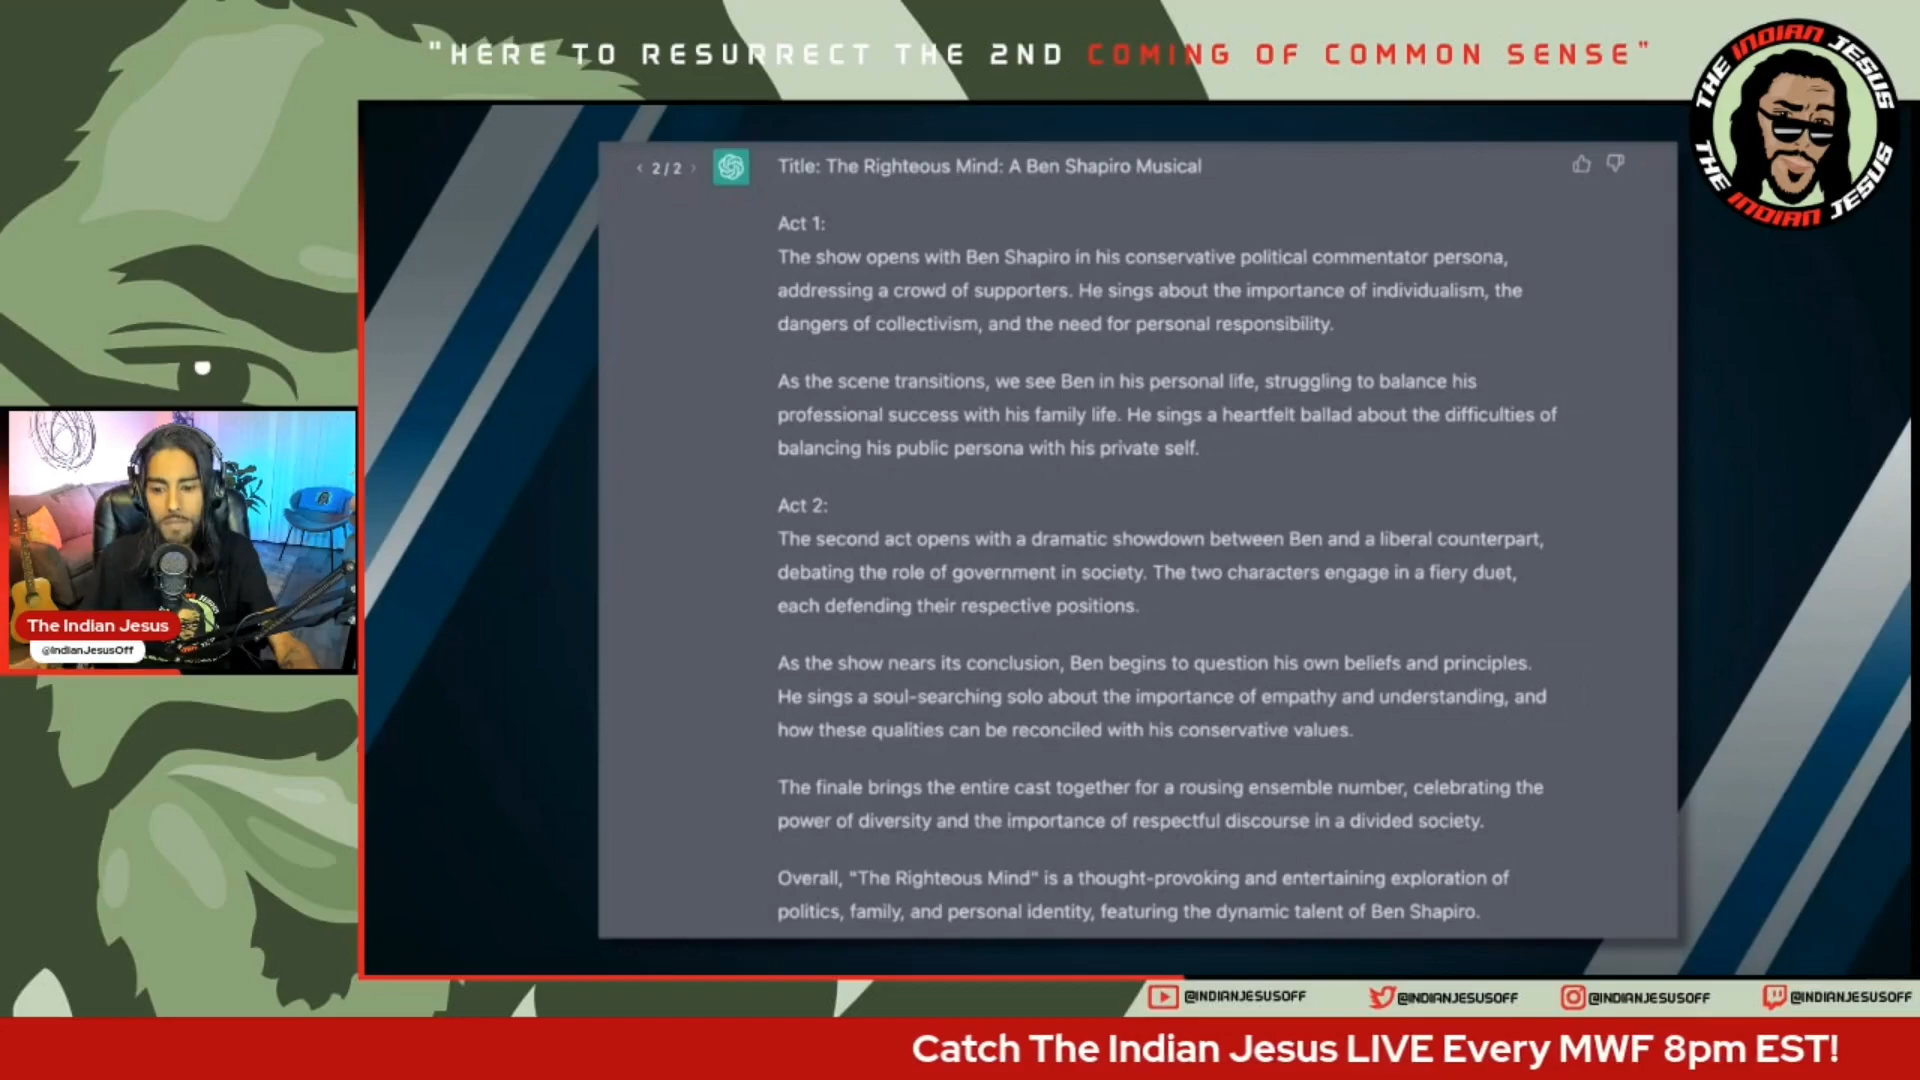 "HERE TO RESURRECT THE 2ND COMING OF COMMON SENSE"
THE INDIAN JESUS
THE INDIAN JESUS
< 2/2 >
Title: The Righteous Mind: A Ben Shapiro Musical
Act 1:
The show opens with Ben Shapiro in his conservative political commentator persona,
addressing a crowd of supporters. He sings about the importance of individualism, the
dangers of collectivism, and the need for personal responsibility.
As the scene transitions, we see Ben in his personal life, struggling to balance his
professional success with his family life. He sings a heartfelt ballad about the difficulties of
balancing his public persona with his private self.
Act 2:
The second act opens with a dramatic showdown between Ben and a liberal counterpart,
debating the role of government in society. The two characters engage in a fiery duet,
each defending their respective positions.
As the show nears its conclusion, Ben begins to question his own beliefs and principles.
He sings a soul-searching solo about the importance of empathy and understanding, and
how these qualities can be reconciled with his conservative values.
The finale brings the entire cast together for a rousing ensemble number, celebrating the
power of diversity and the importance of respectful discourse in a divided society.
Overall, "The Righteous Mind" is a thought-provoking and entertaining exploration of
politics, family, and personal identity, featuring the dynamic talent of Ben Shapiro.
The Indian Jesus
@IndianJesusOff
@INDIANJESUSOFF
@INDIANJESUSOFF
@INDIANJESUSOFF
@INDIANJESUSOFF
Catch The Indian Jesus LIVE Every MWF 8pm EST!